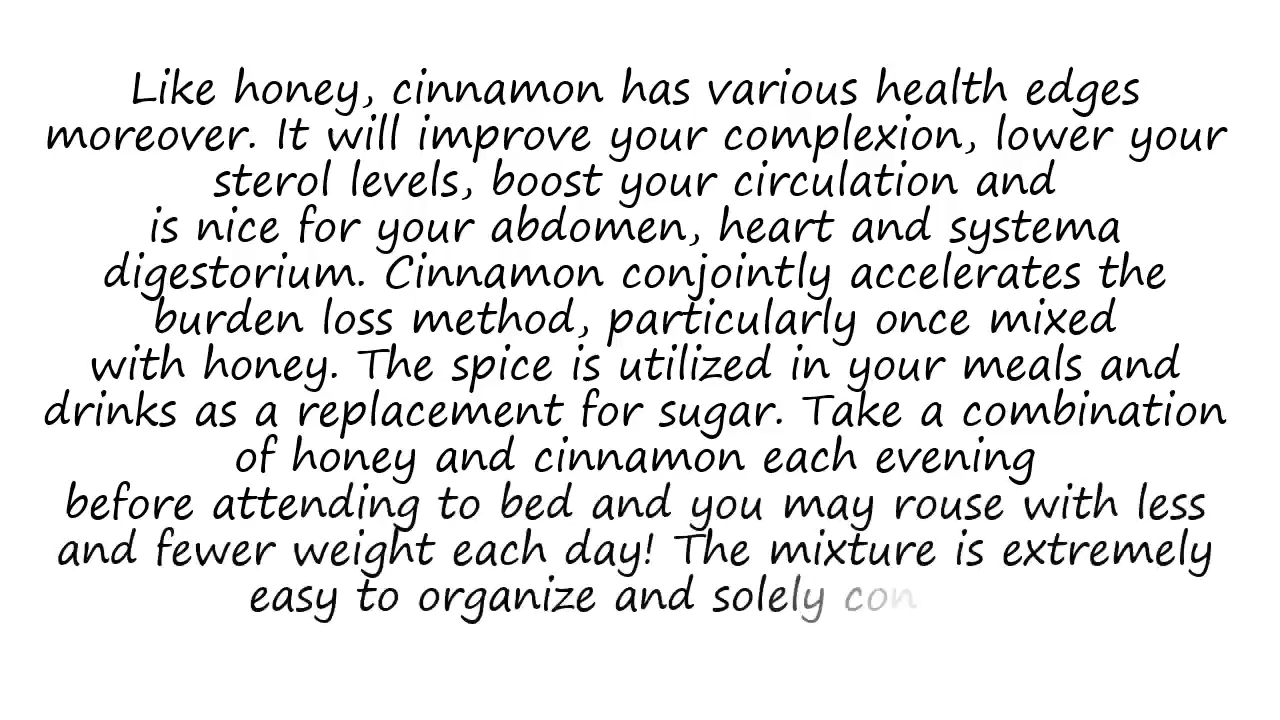 Like honey, cinnamon has various health edges
moreover. It will improve your complexion, lower your
sterol levels, boost your circulation and
is nice for your abdomen, heart and systema
digestorium. Cinnamon conjointly accelerates the
burden loss method, particularly once mixed
with honey. The spice is utilized in your meals and
drinks as a replacement for sugar. Take a combination
of honey and cinnamon each evening
before attending to bed and you may rouse with less
and fewer weight each day! The mixture is extremely
easy to organize and solely con